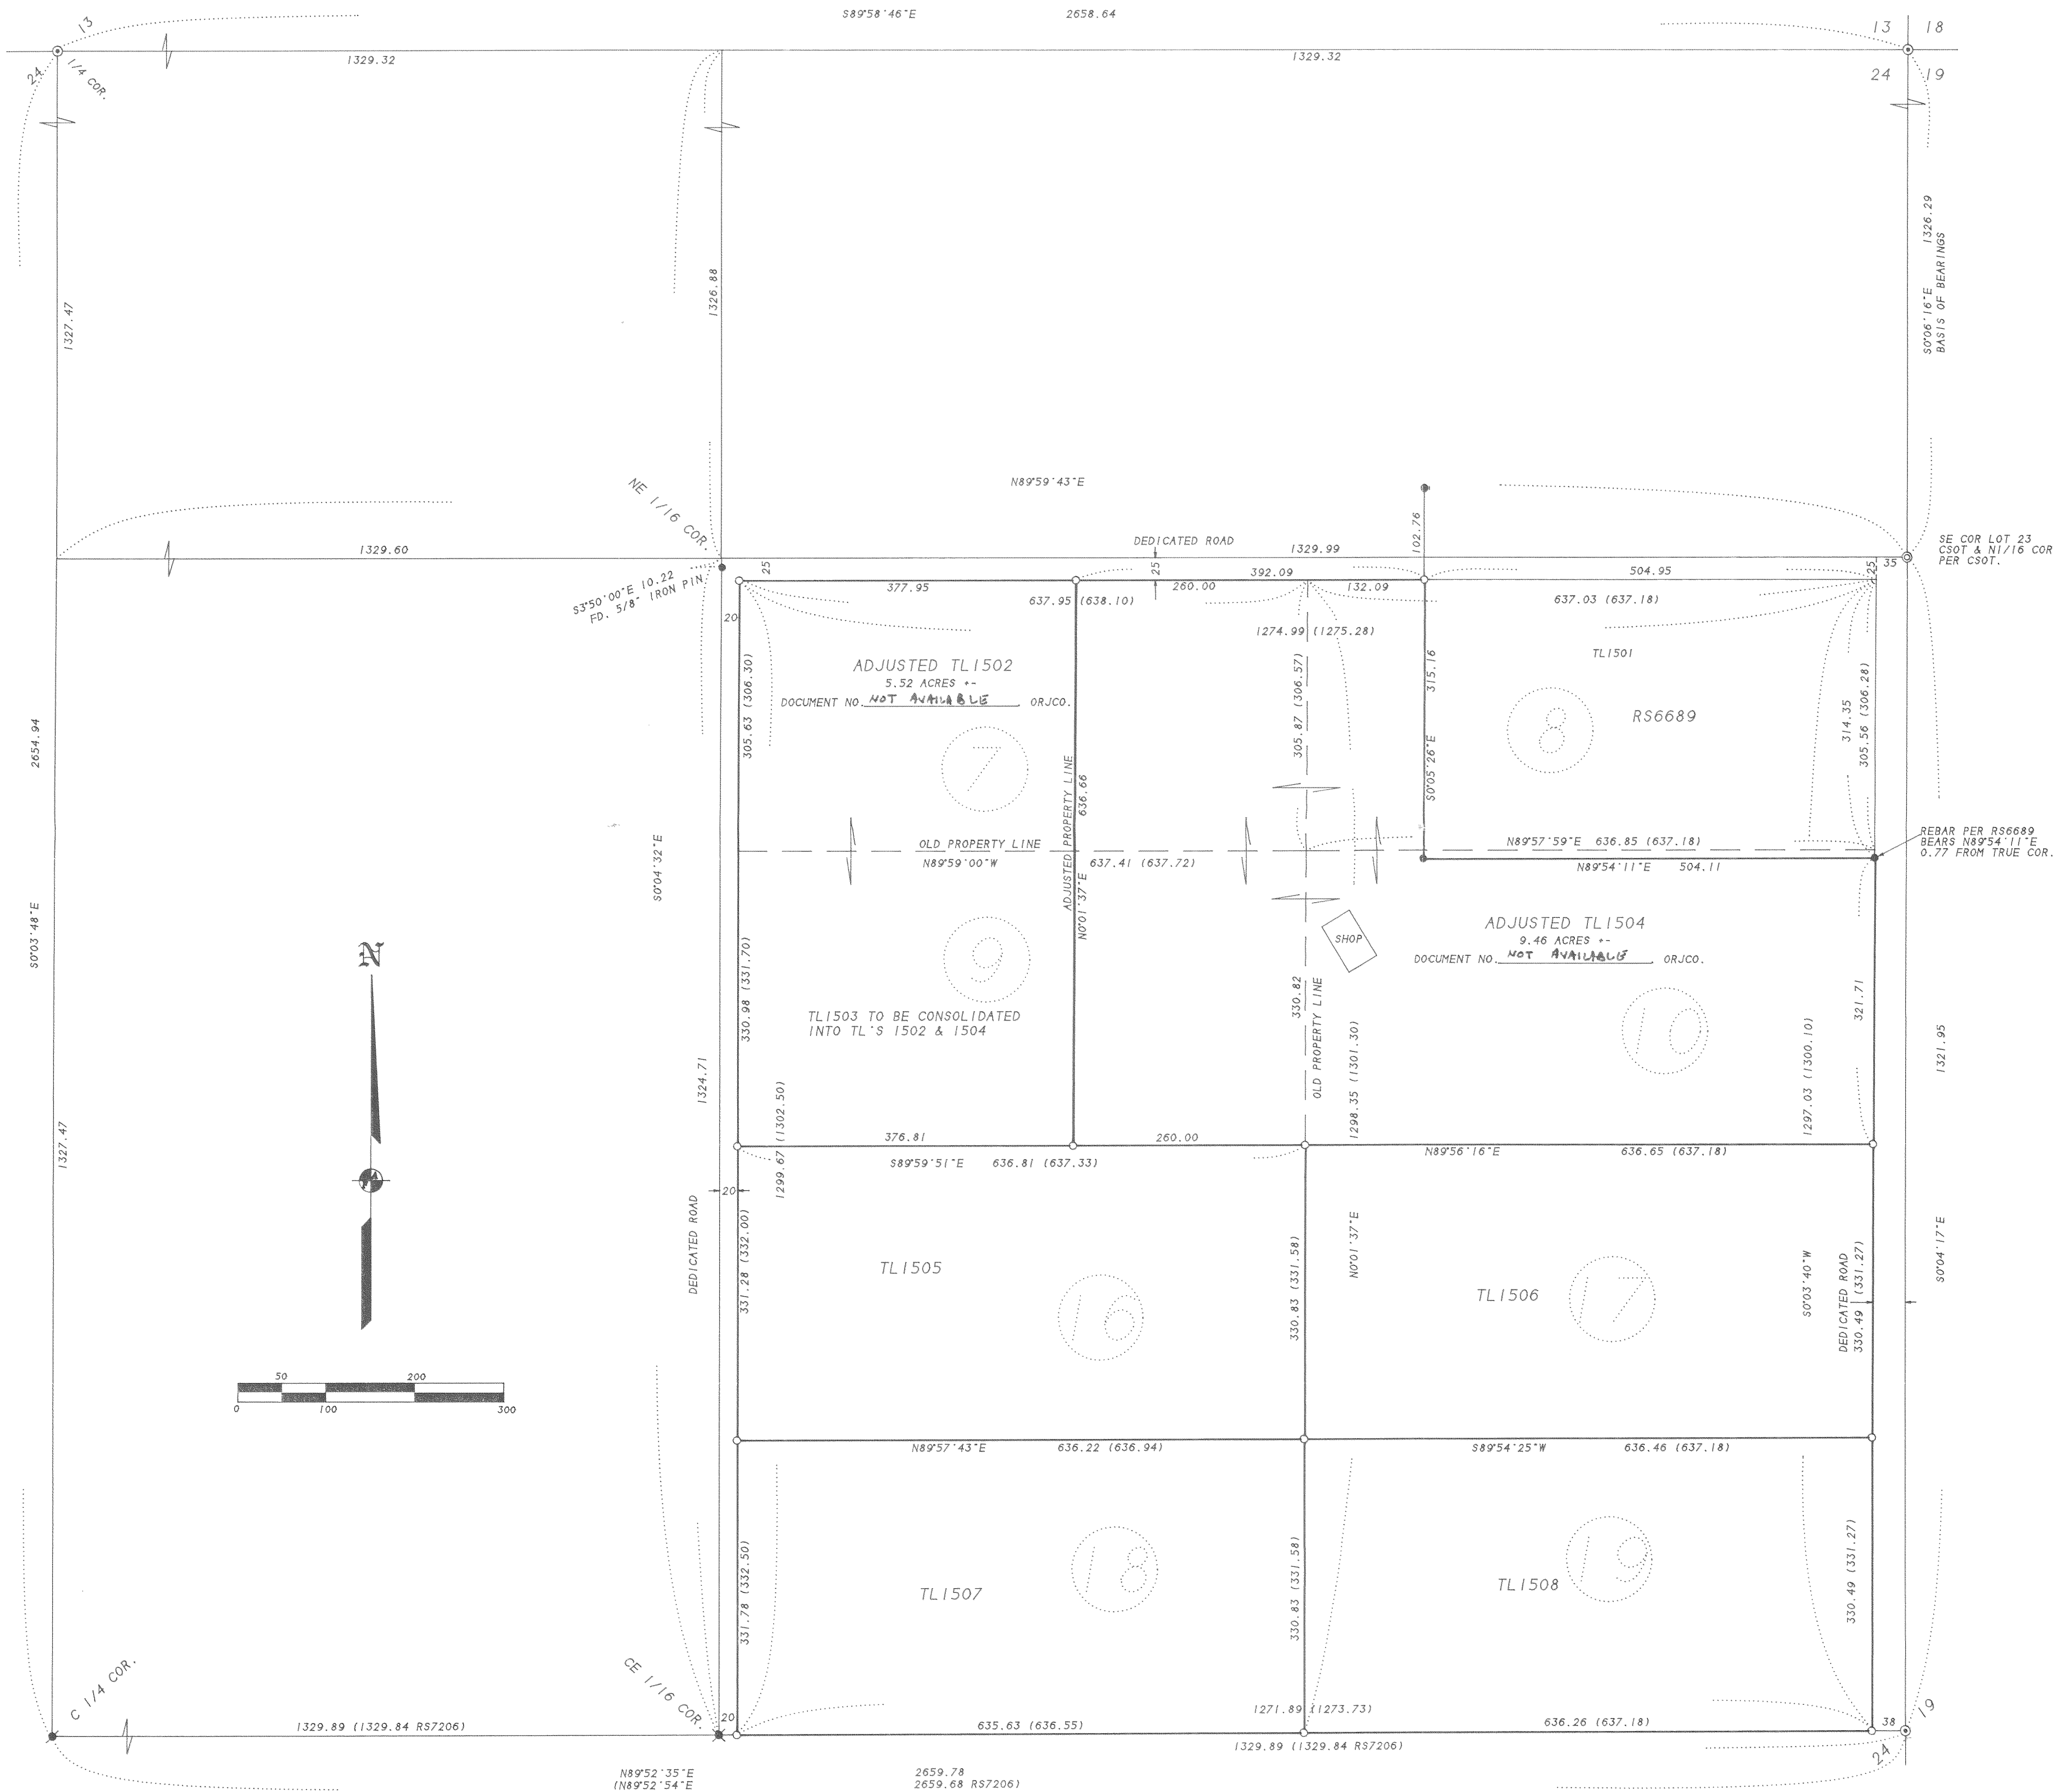 S89°58'46"E 2658.64
13
13 18
1329.32
1329.32
24
1/4 COR.
24 19
1326.29
S0°06'16"E
BASIS OF BEARINGS
1327.47
1326.88
N89°59'43"E
NE 1/16 COR.
102.76
DEDICATED ROAD
1329.60
1329.99
SE COR LOT 23
CSOT & N1/16 COR
PER CSOT.
S3°50'00"E 10.22
FD. 5/8" IRON PIN
25
25
25
35
377.95
392.09
504.95
260.00
132.09
637.95 (638.10)
637.03 (637.18)
20
1274.99 (1275.28)
ADJUSTED TL1502
5.52 ACRES +-
DOCUMENT NO. NOT AVAILABLE ORJCO.
305.63 (306.30)
305.87 (306.57)
315.16
S0°05'26"E
TL1501
RS6689
8
314.35
305.56 (306.28)
7
ADJUSTED PROPERTY LINE
636.66
N0°01'37"E
2654.94
S0°03'48"E
S0°04'32"E
OLD PROPERTY LINE
N89°59'00"W
637.41 (637.72)
N89°57'59"E 636.85 (637.18)
N89°54'11"E 504.11
REBAR PER RS6689
BEARS N89°54'11"E
0.77 FROM TRUE COR.
ADJUSTED TL1504
9.46 ACRES +-
DOCUMENT NO. NOT AVAILABLE ORJCO.
SHOP
9
N
330.98 (331.70)
TL1503 TO BE CONSOLIDATED
INTO TL'S 1502 & 1504
330.82
OLD PROPERTY LINE
10
321.71
1321.95
1324.71
1298.35 (1301.30)
1297.03 (1300.10)
1327.47
1299.67 (1302.50)
376.81
260.00
S89°59'51"E 636.81 (637.33)
N89°56'16"E 636.65 (637.18)
20
DEDICATED ROAD
331.28 (332.00)
TL1505
16
330.83 (331.58)
N0°01'37"E
TL1506
17
S0°03'40"W
DEDICATED ROAD
330.49 (331.27)
S0°04'17"E
50 200
0 100 300
N89°57'43"E 636.22 (636.94)
S89°54'25"W 636.46 (637.18)
331.78 (332.50)
TL1507
18
330.83 (331.58)
TL1508
19
330.49 (331.27)
C 1/4 COR.
CE 1/16 COR.
20
1271.89 (1273.73)
38
19
24
1329.89 (1329.84 RS7206)
635.63 (636.55)
636.26 (637.18)
1329.89 (1329.84 RS7206)
N89°52'35"E 2659.78
(N89°52'54"E 2659.68 RS7206)